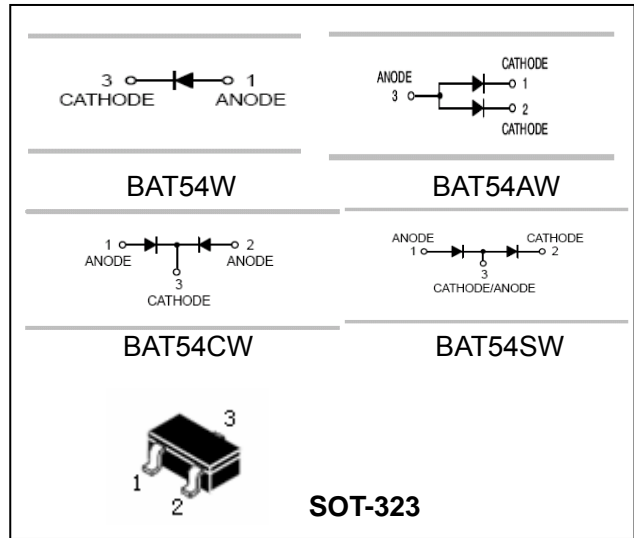 3 1
CATHODE ANODE
BAT54W
CATHODE
ANODE
3 1
2
CATHODE
BAT54AW
1 2
ANODE ANODE
3
CATHODE
BAT54CW
ANODE CATHODE
1 2
3
CATHODE/ANODE
BAT54SW
3
1
2
SOT-323